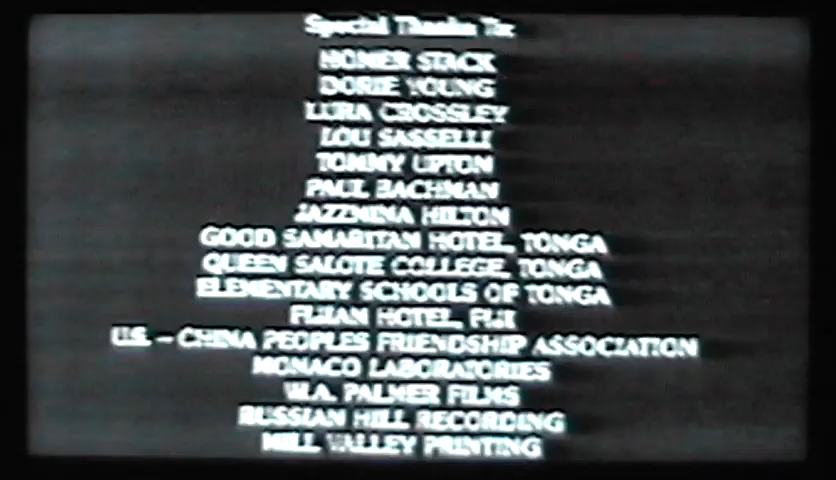 Special Thanks To:
HOMER STACK
DORIE YOUNG
LURA CROSSLEY
LOU SASSELLI
TOMMY UPTON
PAUL BACHMAN
JAZZMINA HILTON
GOOD SAMARITAN HOTEL, TONGA
QUEEN SALOTE COLLEGE, TONGA
ELEMENTARY SCHOOLS OF TONGA
FIJIAN HOTEL, FIJI
U.S. – CHINA PEOPLES FRIENDSHIP ASSOCIATION
MONACO LABORATORIES
W.A. PALMER FILMS
RUSSIAN HILL RECORDING
MILL VALLEY PRINTING